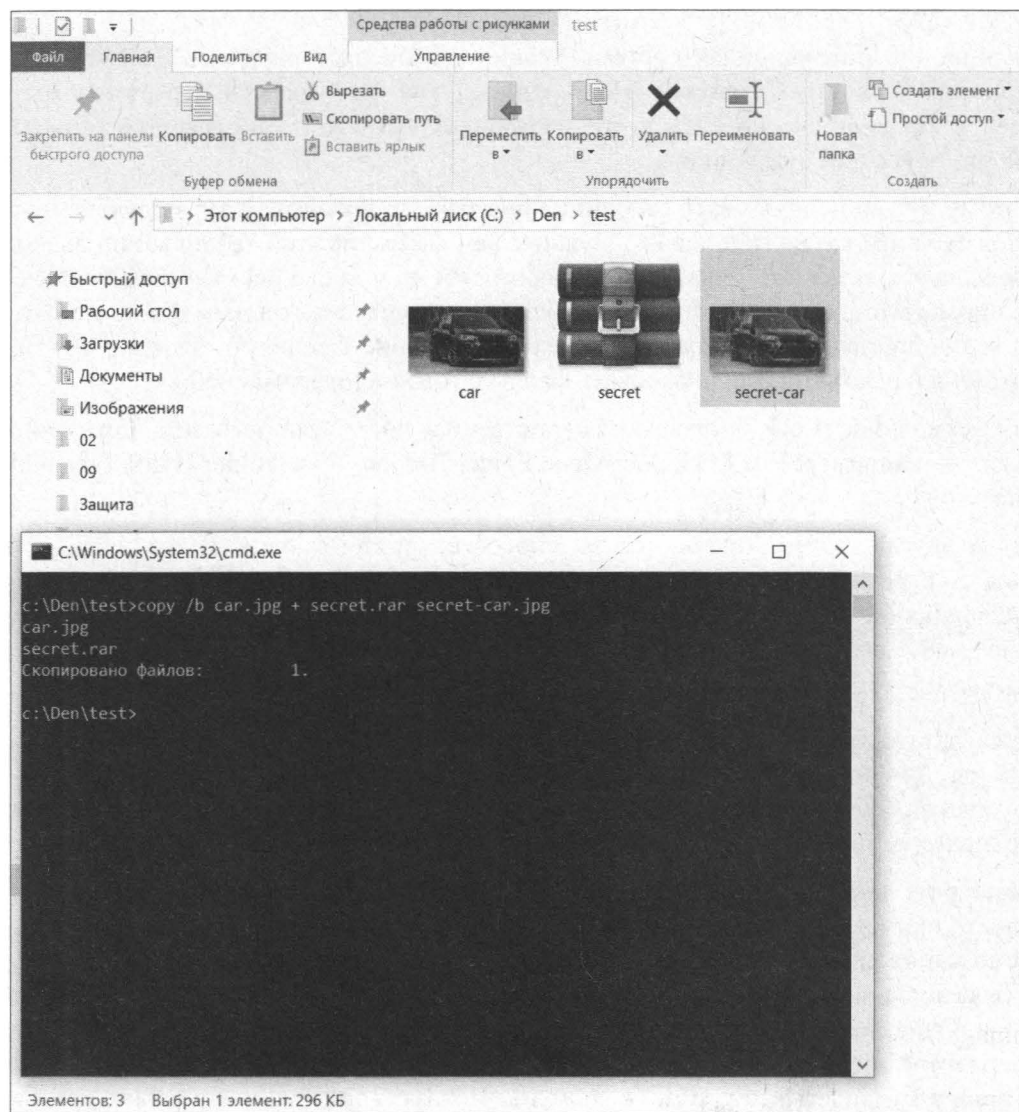 Средства работы с рисунками test
Файл Главная Поделиться Вид Управление
Закрепить на панели быстрого доступа
Копировать
Вставить
Вырезать
Скопировать путь
Вставить ярлык
Буфер обмена
Переместить в
Копировать в
Удалить
Переименовать
Упорядочить
Новая папка
Создать элемент
Простой доступ
Создать
Этот компьютер > Локальный диск (C:) > Den > test
Быстрый доступ
Рабочий стол
Загрузки
Документы
Изображения
02
09
Защита
car
secret
secret-car
C:\Windows\System32\cmd.exe
c:\Den\test>copy /b car.jpg + secret.rar secret-car.jpg
car.jpg
secret.rar
Скопировано файлов: 1.
c:\Den\test>
Элементов: 3 Выбран 1 элемент: 296 КБ